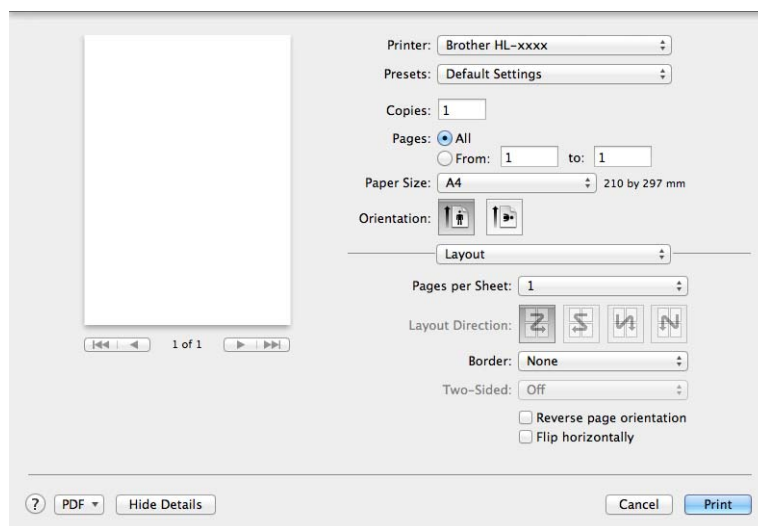 Printer: Brother HL-xxxx
Presets: Default Settings
Copies: 1
Pages: All
From: 1 to: 1
Paper Size: A4 210 by 297 mm
Orientation:
Layout
Pages per Sheet: 1
Layout Direction:
Border: None
Two-Sided: Off
Reverse page orientation
Flip horizontally
1 of 1
? PDF Hide Details Cancel Print